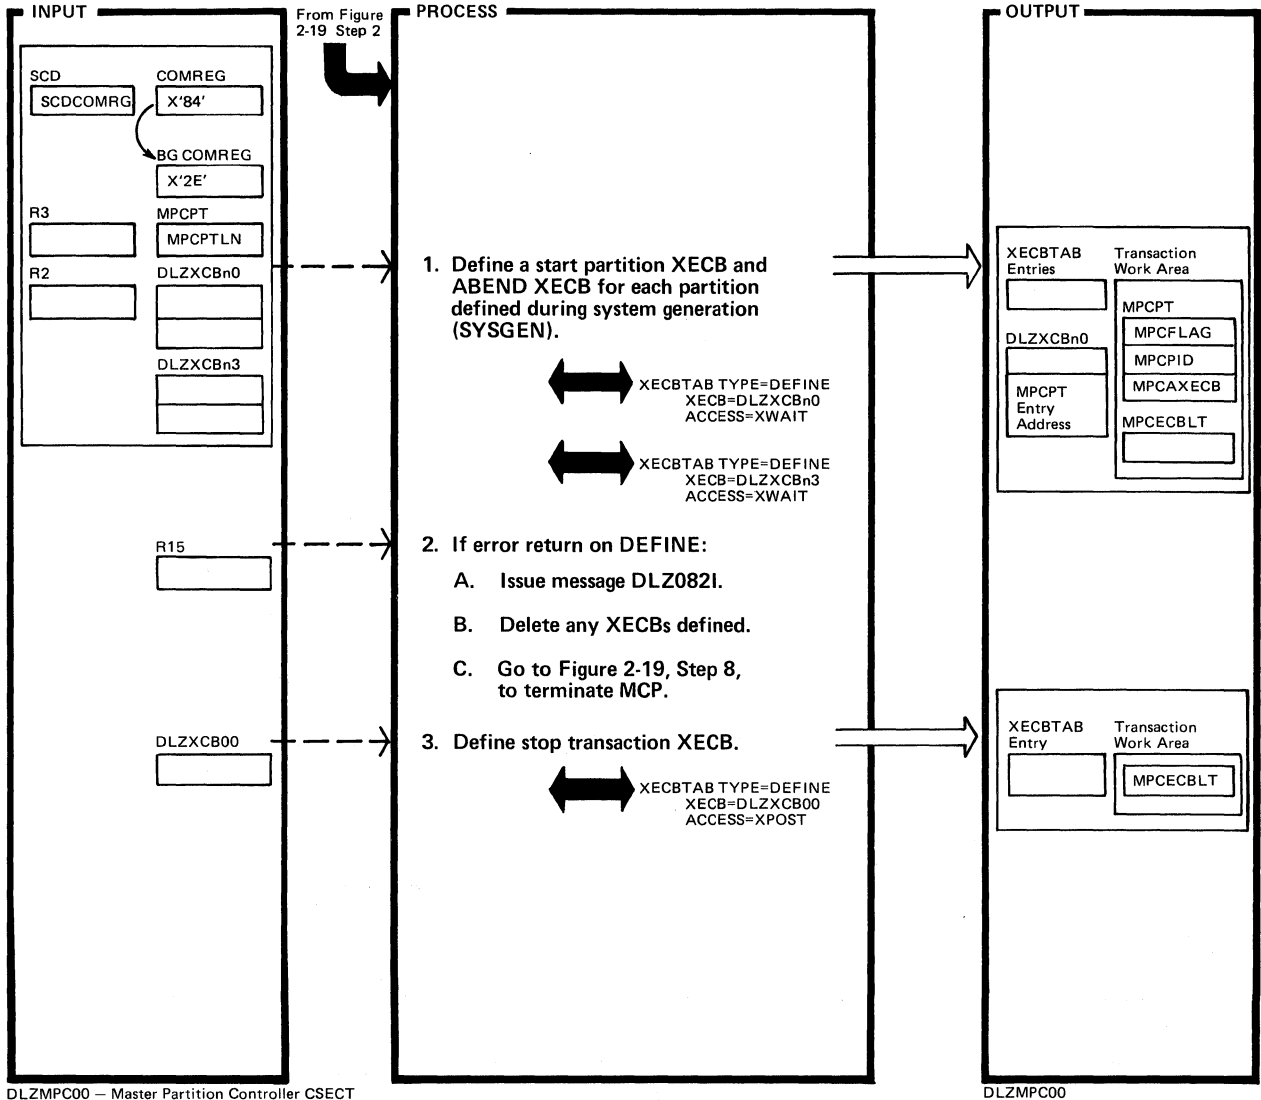 INPUT
From Figure
2-19 Step 2
PROCESS
OUTPUT
SCD
COMREG
SCDCOMRG
X'84'
BG COMREG
X'2E'
R3
MPCPT
MPCPTLN
R2
DLZXCBn0
DLZXCBn3
1. Define a start partition XECB and
ABEND XECB for each partition
defined during system generation
(SYSGEN).
XECBTAB TYPE=DEFINE
XECB=DLZXCBn0
ACCESS=XWAIT
XECBTAB TYPE=DEFINE
XECB=DLZXCBn3
ACCESS=XWAIT
XECBTAB
Entries
Transaction
Work Area
MPCPT
DLZXCBn0
MPCFLAG
MPCPID
MPCAXECB
MPCPT
Entry
Address
MPCECBLT
R15
2. If error return on DEFINE:
A. Issue message DLZ082I.
B. Delete any XECBs defined.
C. Go to Figure 2-19, Step 8,
to terminate MCP.
DLZXCB00
3. Define stop transaction XECB.
XECBTAB TYPE=DEFINE
XECB=DLZXCB00
ACCESS=XPOST
XECBTAB
Entry
Transaction
Work Area
MPCECBLT
DLZMPC00 — Master Partition Controller CSECT
DLZMPC00